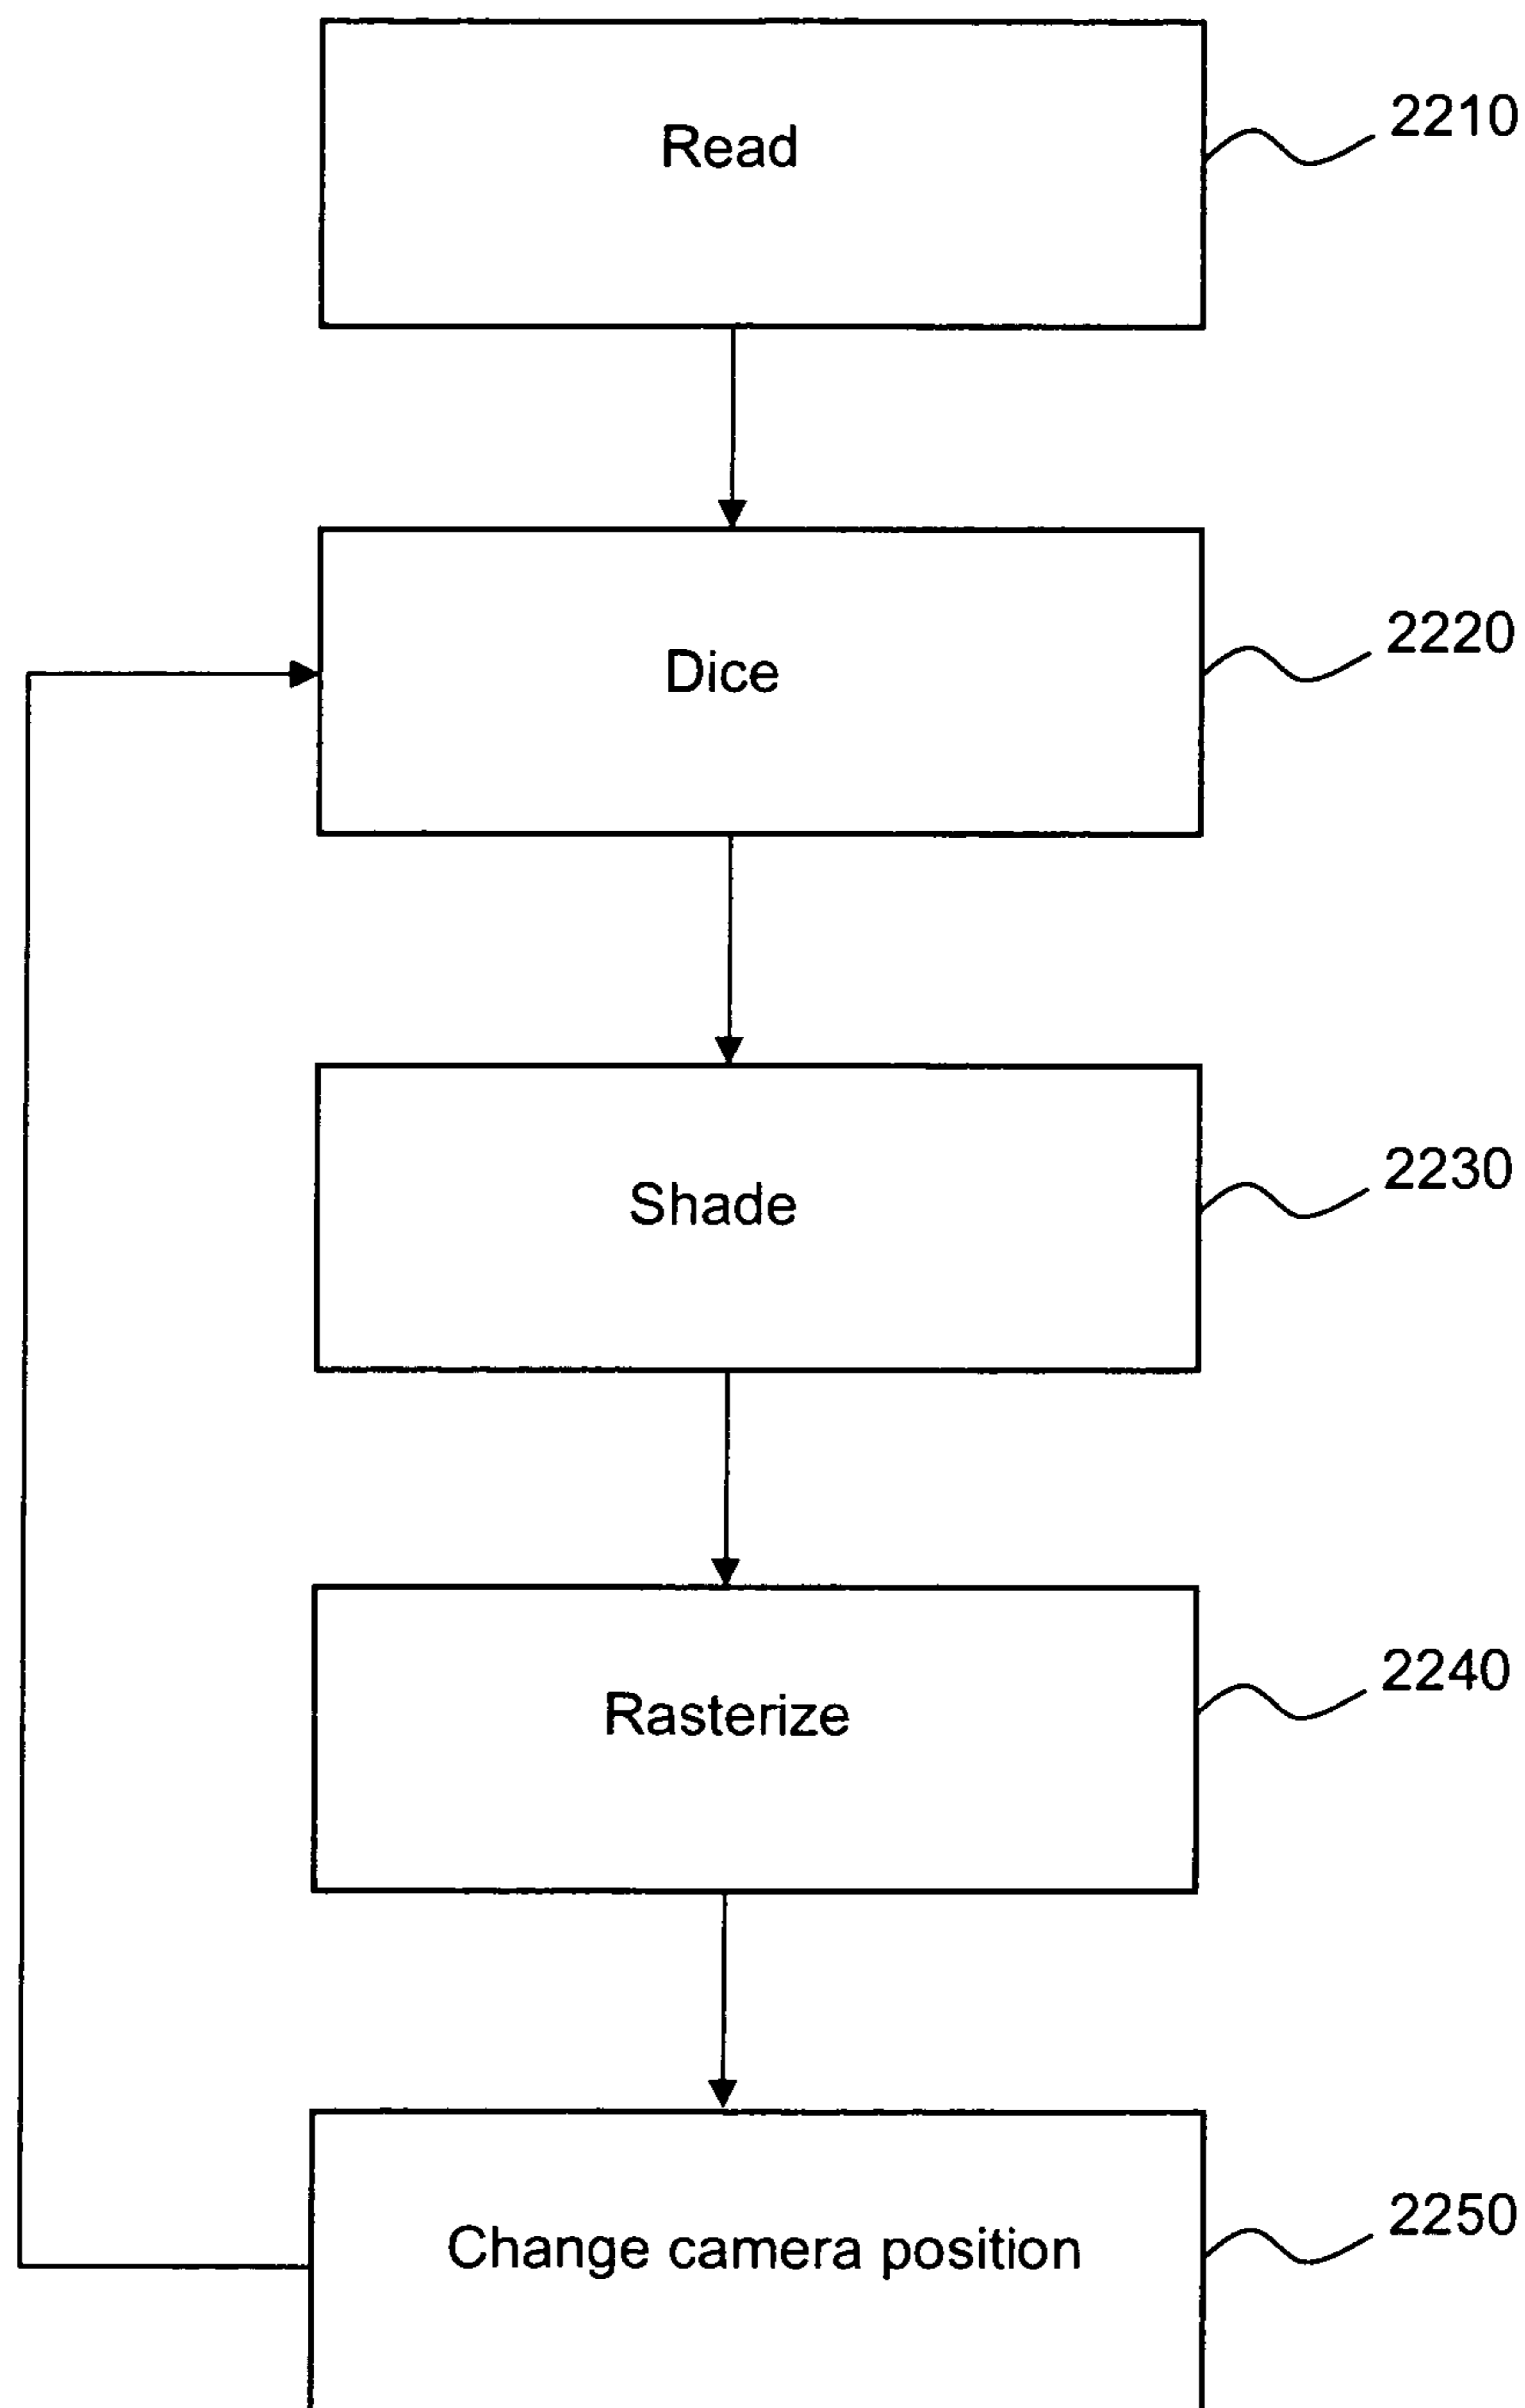 Read
2210
Dice
2220
Shade
2230
Rasterize
2240
Change camera position
2250